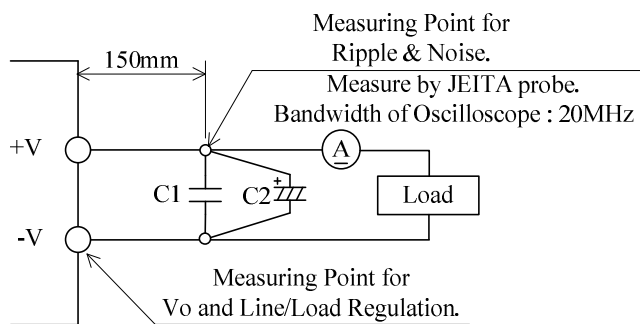 Measuring Point for
Ripple & Noise.
150mm
Measure by JEITA probe.
Bandwidth of Oscilloscope : 20MHz
+V
A
C1
+
C2
Load
-V
Measuring Point for
Vo and Line/Load Regulation.